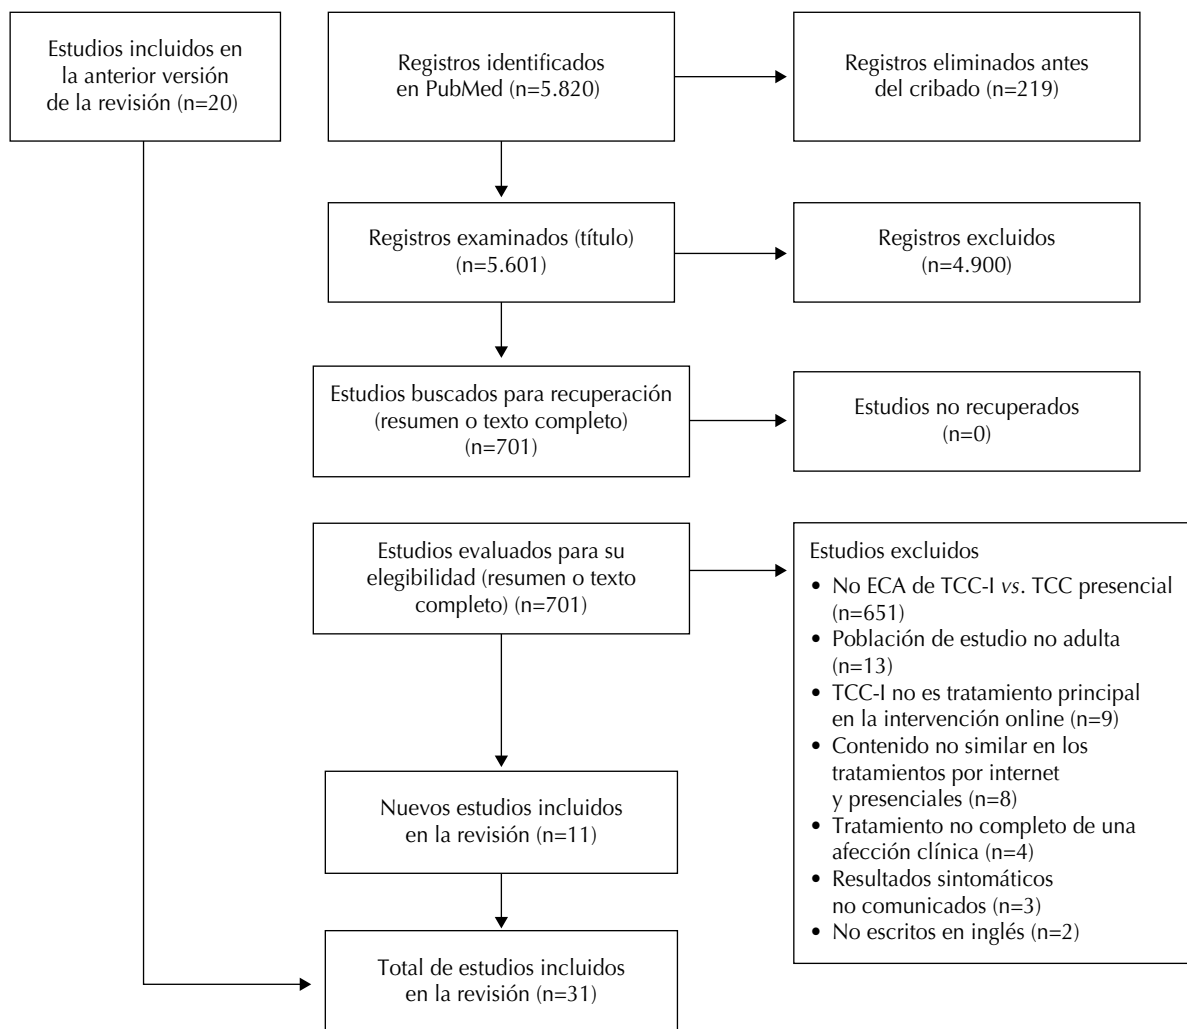 Estudios incluidos en
la anterior versión
de la revisión (n=20)
Registros identificados
en PubMed (n=5.820)
Registros eliminados antes
del cribado (n=219)
Registros examinados (título)
(n=5.601)
Registros excluidos
(n=4.900)
Estudios buscados para recuperación
(resumen o texto completo)
(n=701)
Estudios no recuperados
(n=0)
Estudios evaluados para su
elegibilidad (resumen o texto
completo) (n=701)
Estudios excluidos
• No ECA de TCC-I vs. TCC presencial
(n=651)
• Población de estudio no adulta
(n=13)
• TCC-I no es tratamiento principal
en la intervención online (n=9)
• Contenido no similar en los
tratamientos por internet
y presenciales (n=8)
• Tratamiento no completo de una
afección clínica (n=4)
• Resultados sintomáticos
no comunicados (n=3)
• No escritos en inglés (n=2)
Nuevos estudios incluidos
en la revisión (n=11)
Total de estudios incluidos
en la revisión (n=31)